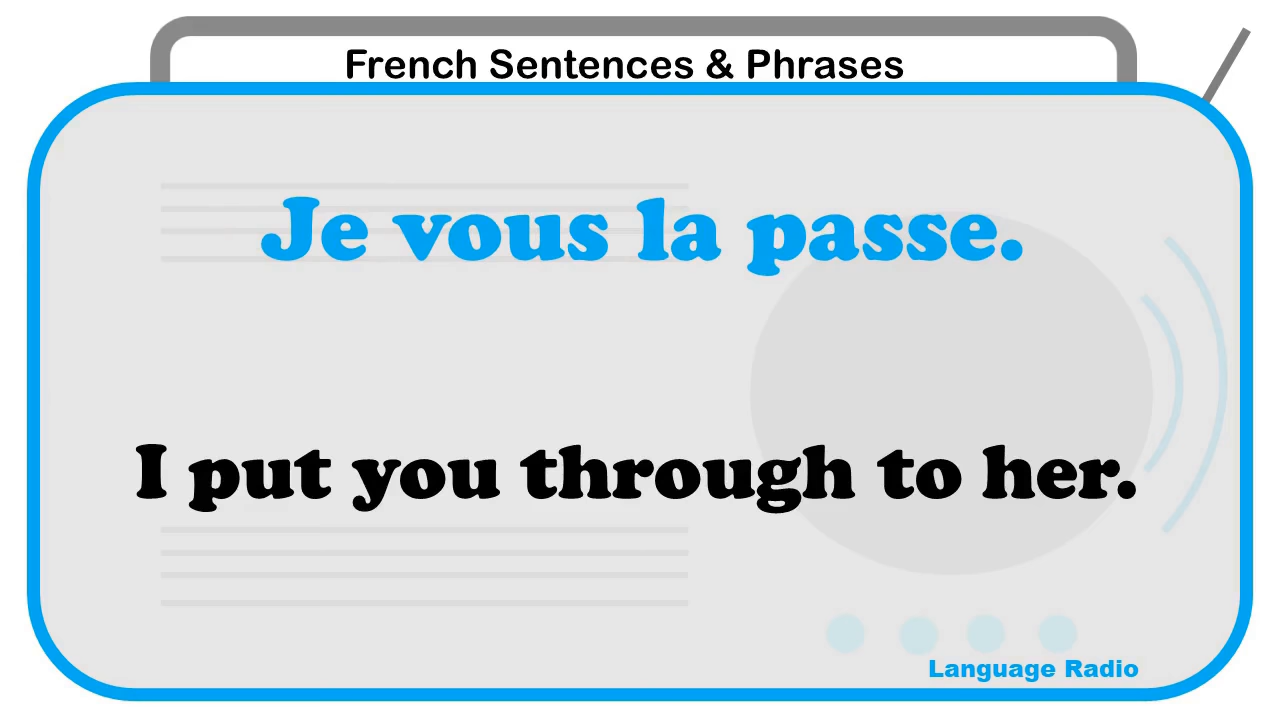 French Sentences & Phrases
Je vous la passe.
I put you through to her.
Language Radio